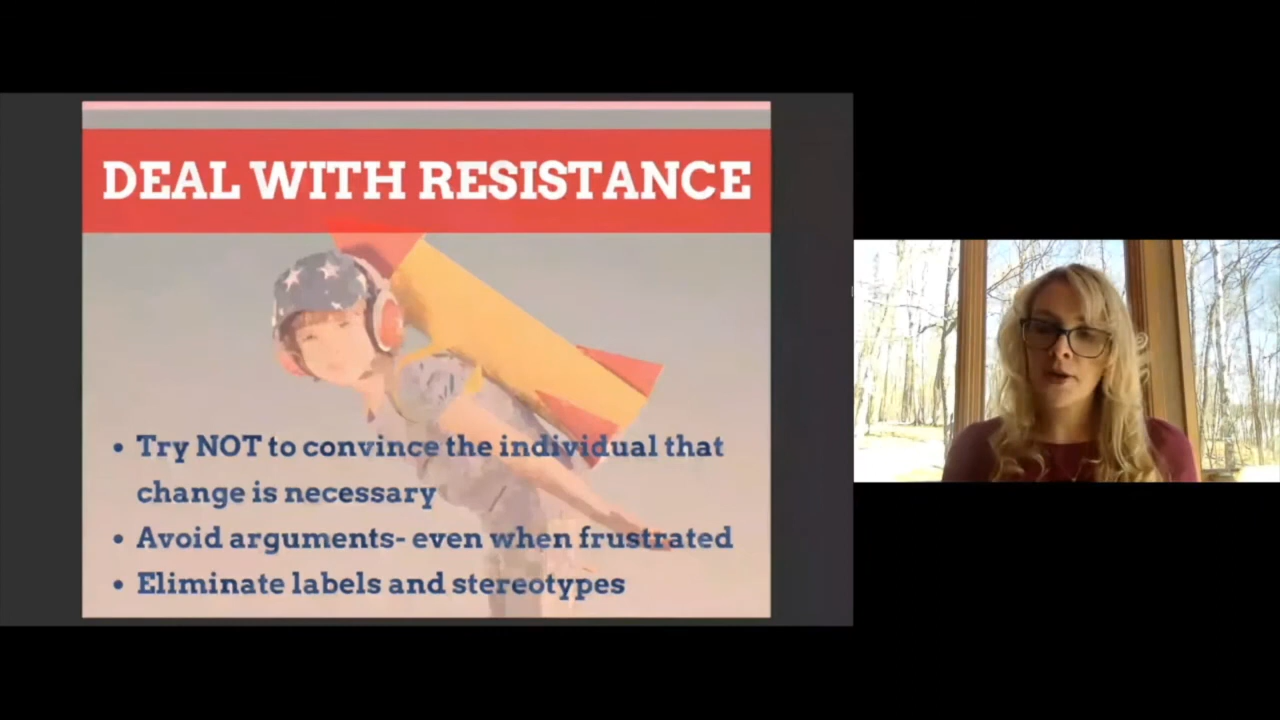 DEAL WITH RESISTANCE
• Try NOT to convince the individual that
change is necessary
• Avoid arguments- even when frustrated
• Eliminate labels and stereotypes